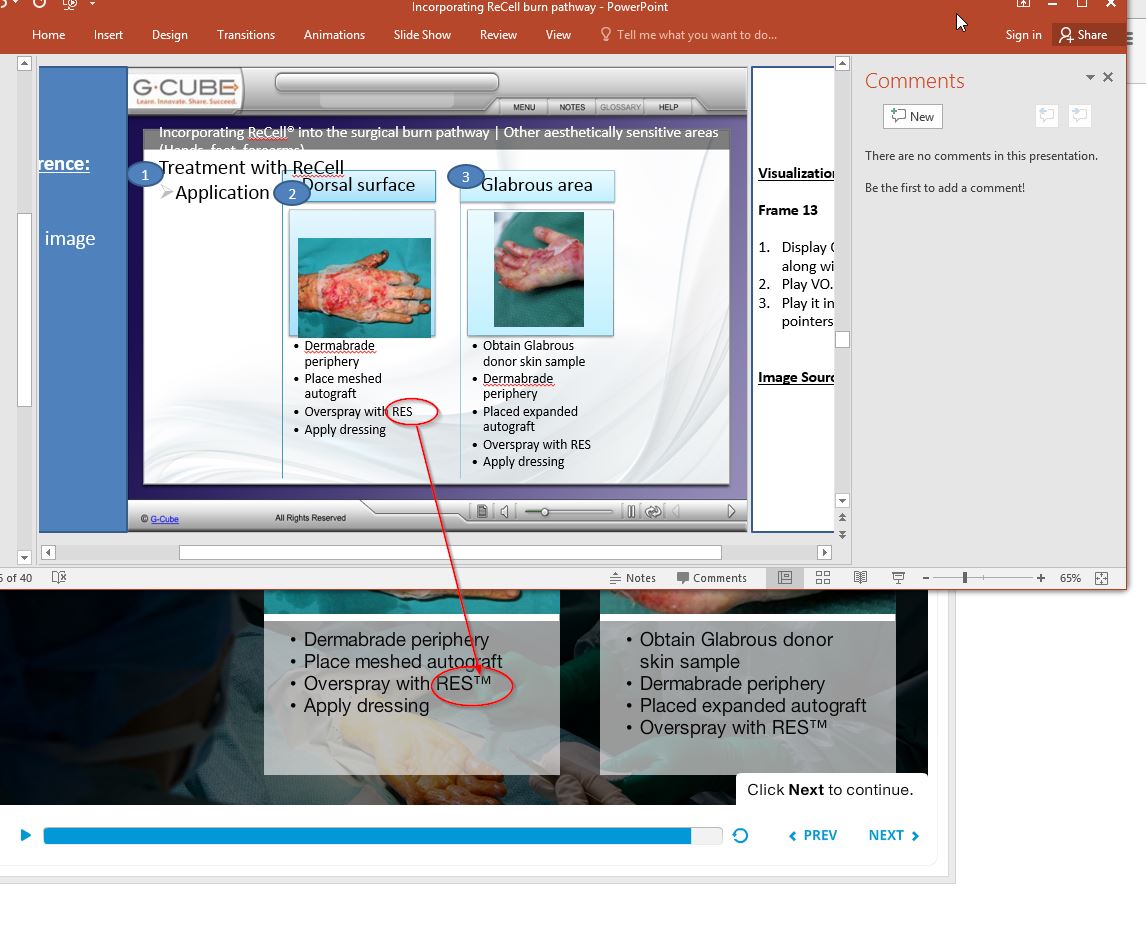 Incorporating ReCell burn pathway - PowerPoint
Home Insert Design Transitions Animations Slide Show Review View Tell me what you want to do... Sign in Share
Comments
New
There are no comments in this presentation.
Be the first to add a comment!
rence:
image
G-CUBE
Learn. Innovate. Share. Succeed.
MENU NOTES GLOSSARY HELP
Incorporating ReCell® into the surgical burn pathway | Other aesthetically sensitive areas
(Hands, feet, forearms)
1 Treatment with ReCell
Application
2 Dorsal surface
3 Glabrous area
• Dermabrade
periphery
• Place meshed
autograft
• Overspray with RES
• Apply dressing
• Obtain Glabrous
donor skin sample
• Dermabrade
periphery
• Placed expanded
autograft
• Overspray with RES
• Apply dressing
© G-Cube All Rights Reserved
Visualization
Frame 13
1. Display
along wi
2. Play VO.
3. Play it in
pointers
Image Sourc
of 40 Notes Comments 65%
• Dermabrade periphery
• Place meshed autograft
• Overspray with RES™
• Apply dressing
• Obtain Glabrous donor
skin sample
• Dermabrade periphery
• Placed expanded autograft
• Overspray with RES™
Click Next to continue.
PREV NEXT